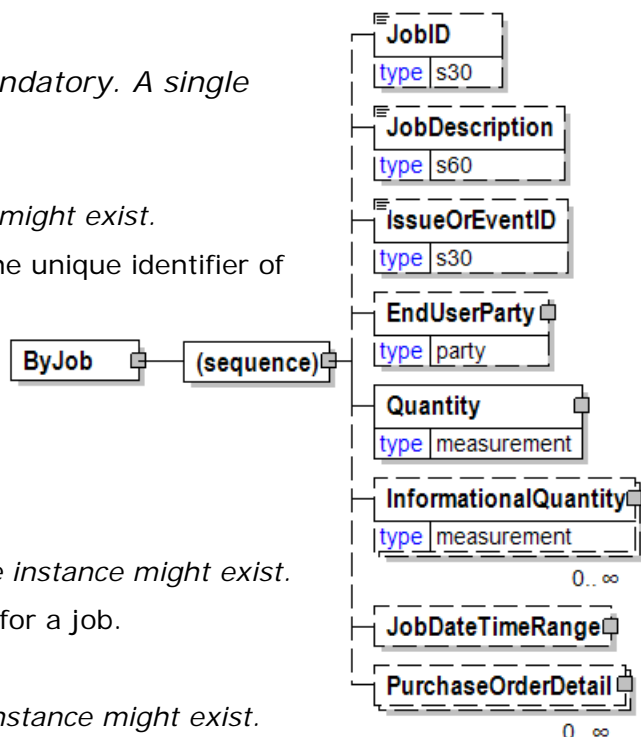 ndatory. A single
might exist.
he unique identifier of
e instance might exist.
for a job.
nstance might exist.
ByJob
(sequence)
JobID
type s30
JobDescription
type s60
IssueOrEventID
type s30
EndUserParty
type party
Quantity
type measurement
InformationalQuantity
type measurement
0.. ∞
JobDateTimeRange
PurchaseOrderDetail
0.. ∞